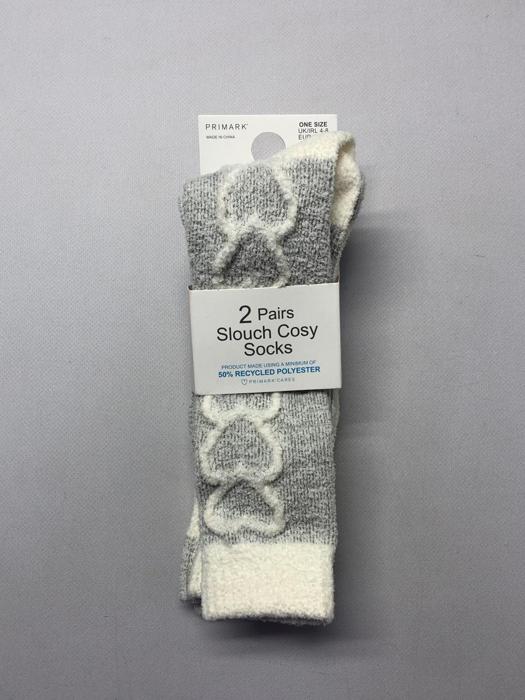 PRIMARK®
MADE IN CHINA
ONE SIZE
UK/IRL 4-8
EUR
2 Pairs
Slouch Cosy
Socks
PRODUCT MADE USING A MINIMUM OF
50% RECYCLED POLYESTER
PRIMARK CARES